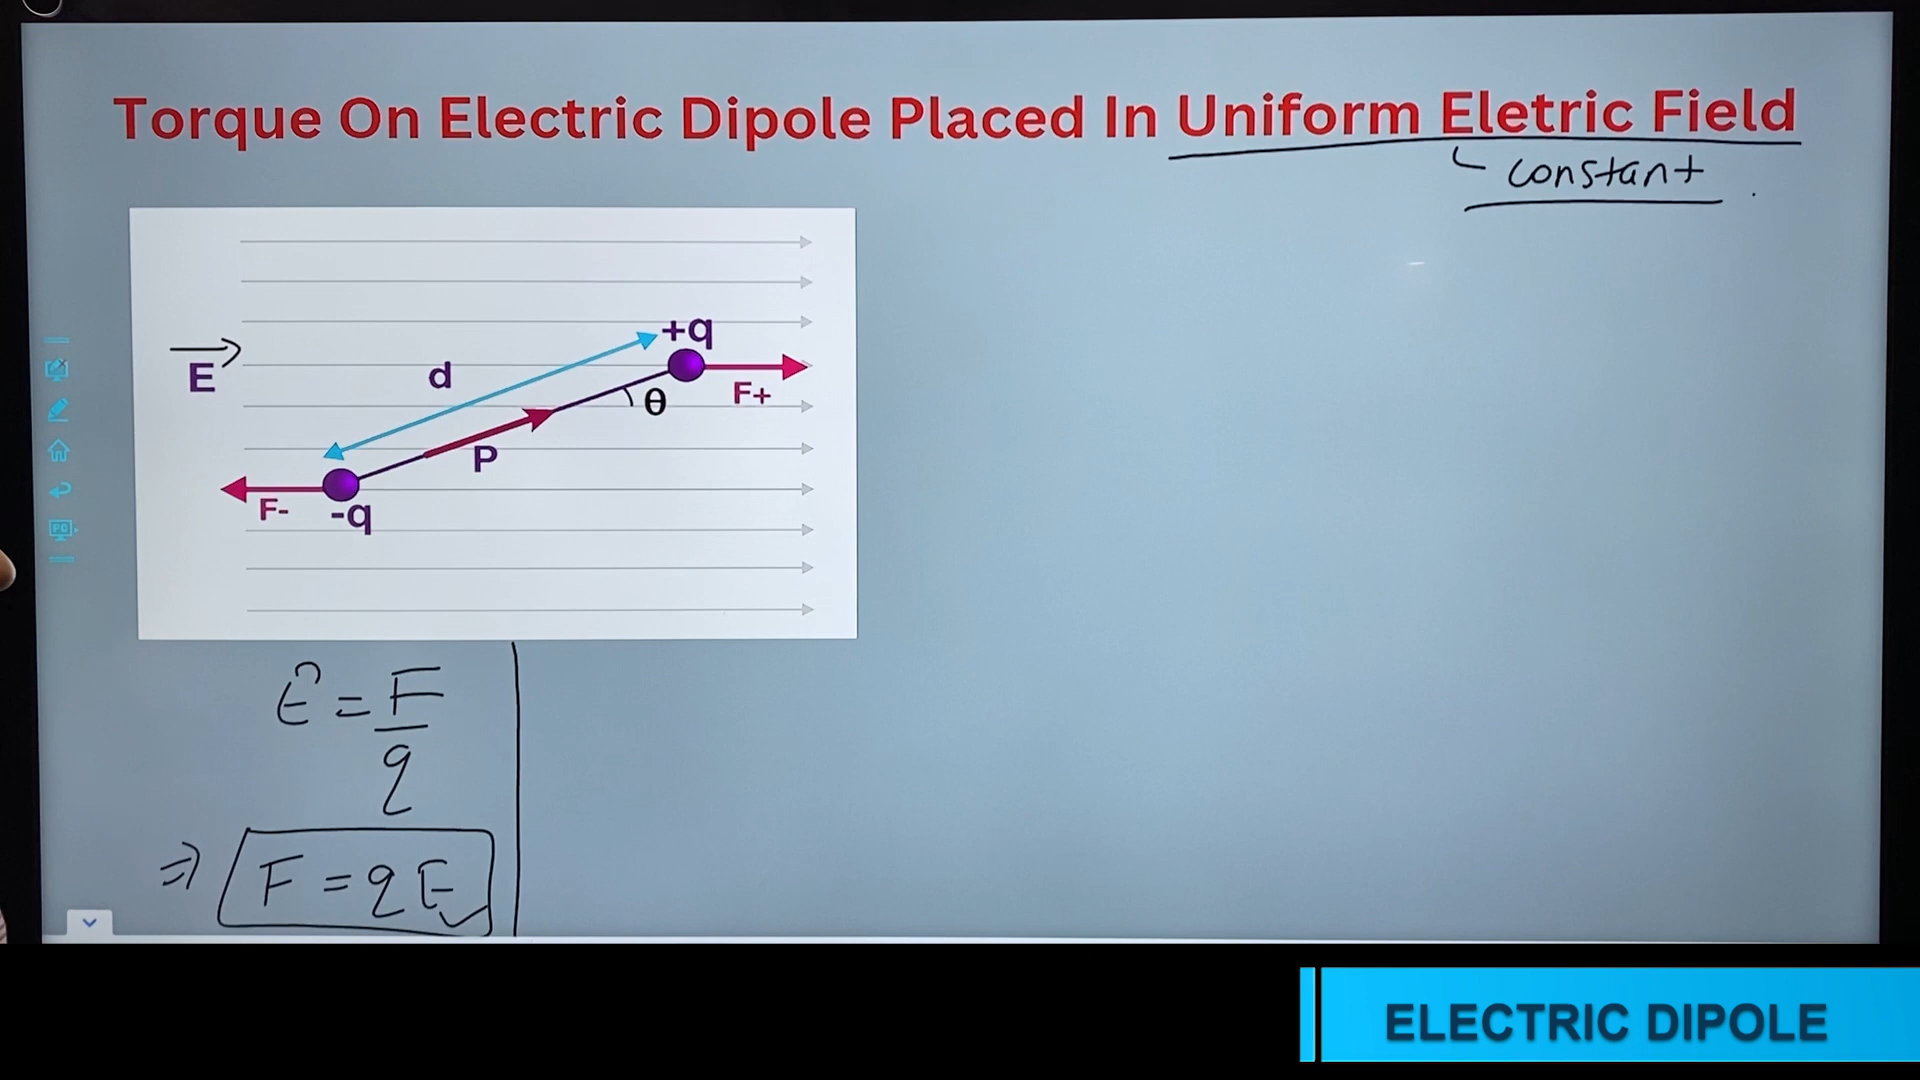 Torque On Electric Dipole Placed In Uniform Eletric Field
constant
E
d
+q
θ
F+
P
F-
-q
E = F
q
⇒ F = qE
ELECTRIC DIPOLE